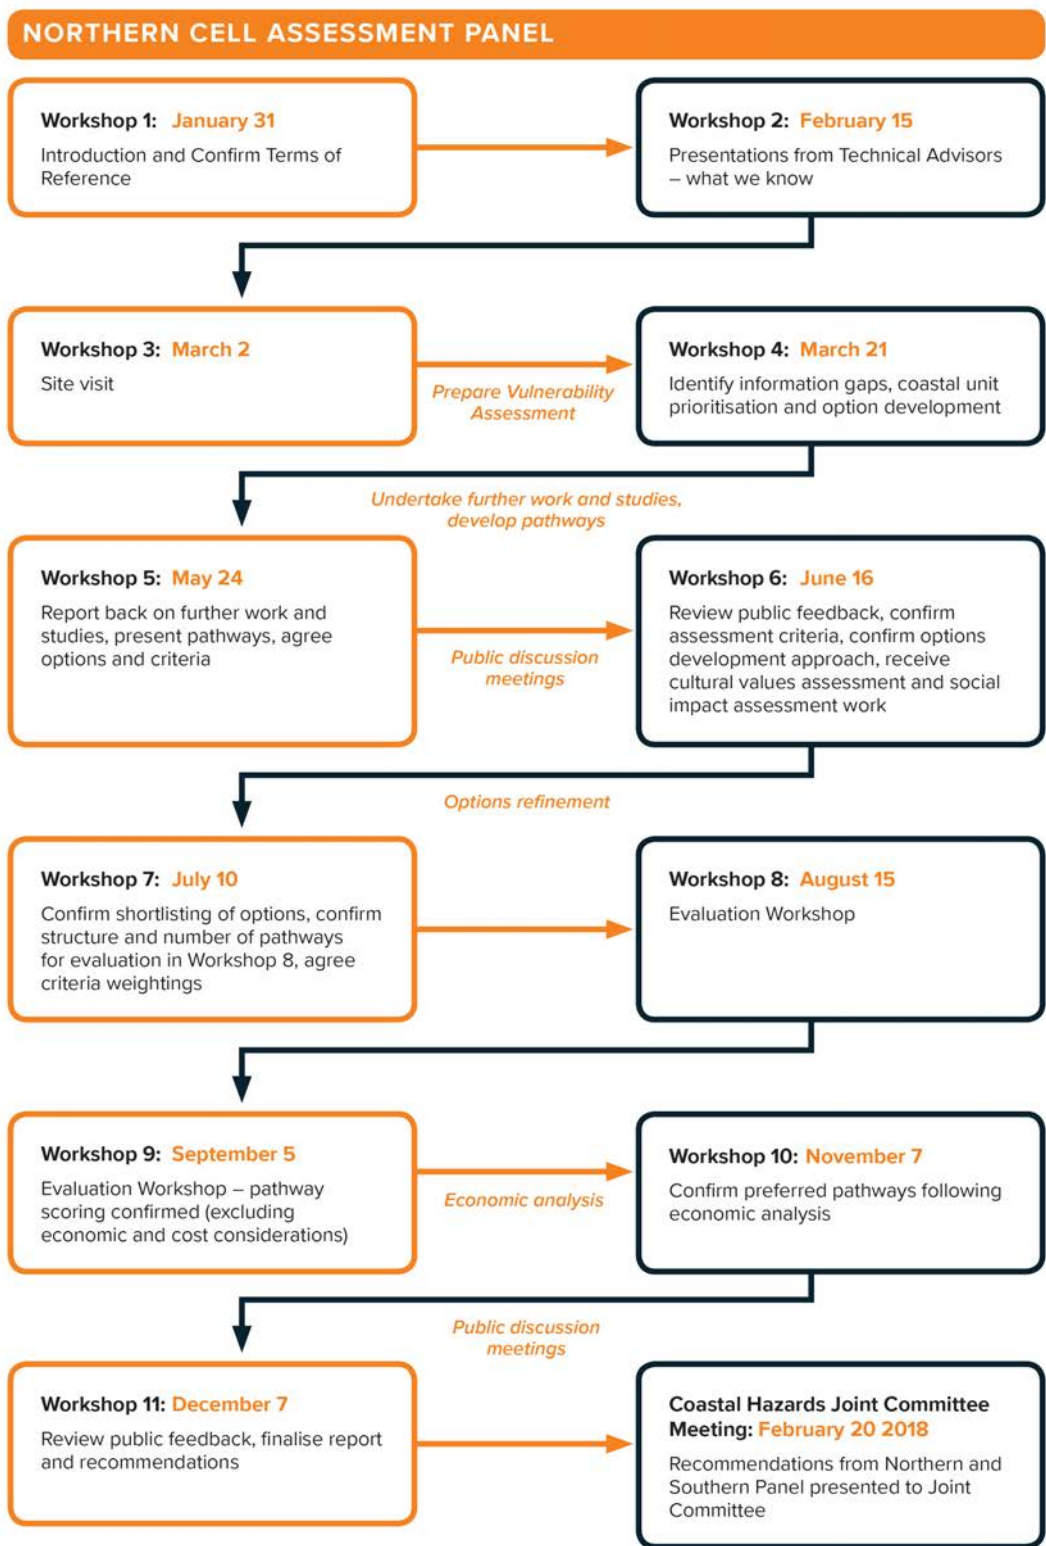 NORTHERN CELL ASSESSMENT PANEL
Workshop 1: January 31
Introduction and Confirm Terms of
Reference
Workshop 2: February 15
Presentations from Technical Advisors
– what we know
Workshop 3: March 2
Site visit
Prepare Vulnerability
Assessment
Workshop 4: March 21
Identify information gaps, coastal unit
prioritisation and option development
Undertake further work and studies,
develop pathways
Workshop 5: May 24
Report back on further work and
studies, present pathways, agree
options and criteria
Public discussion
meetings
Workshop 6: June 16
Review public feedback, confirm
assessment criteria, confirm options
development approach, receive
cultural values assessment and social
impact assessment work
Options refinement
Workshop 7: July 10
Confirm shortlisting of options, confirm
structure and number of pathways
for evaluation in Workshop 8, agree
criteria weightings
Workshop 8: August 15
Evaluation Workshop
Workshop 9: September 5
Evaluation Workshop – pathway
scoring confirmed (excluding
economic and cost considerations)
Economic analysis
Workshop 10: November 7
Confirm preferred pathways following
economic analysis
Public discussion
meetings
Workshop 11: December 7
Review public feedback, finalise report
and recommendations
Coastal Hazards Joint Committee
Meeting: February 20 2018
Recommendations from Northern and
Southern Panel presented to Joint
Committee